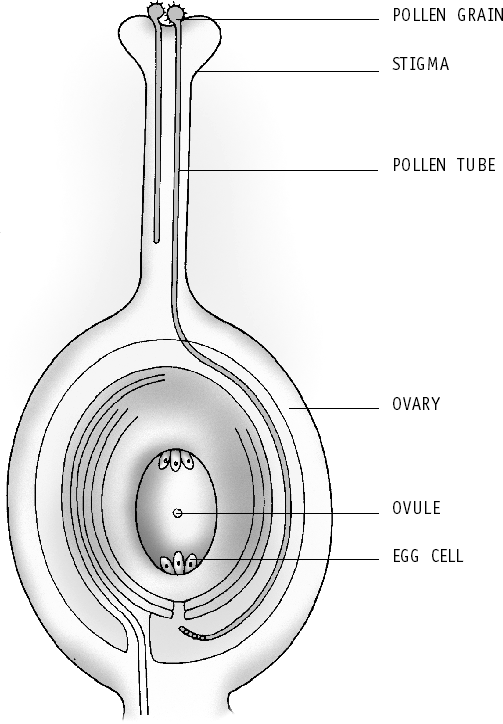 POLLEN GRAIN
STIGMA
POLLEN TUBE
OVARY
OVULE
EGG CELL